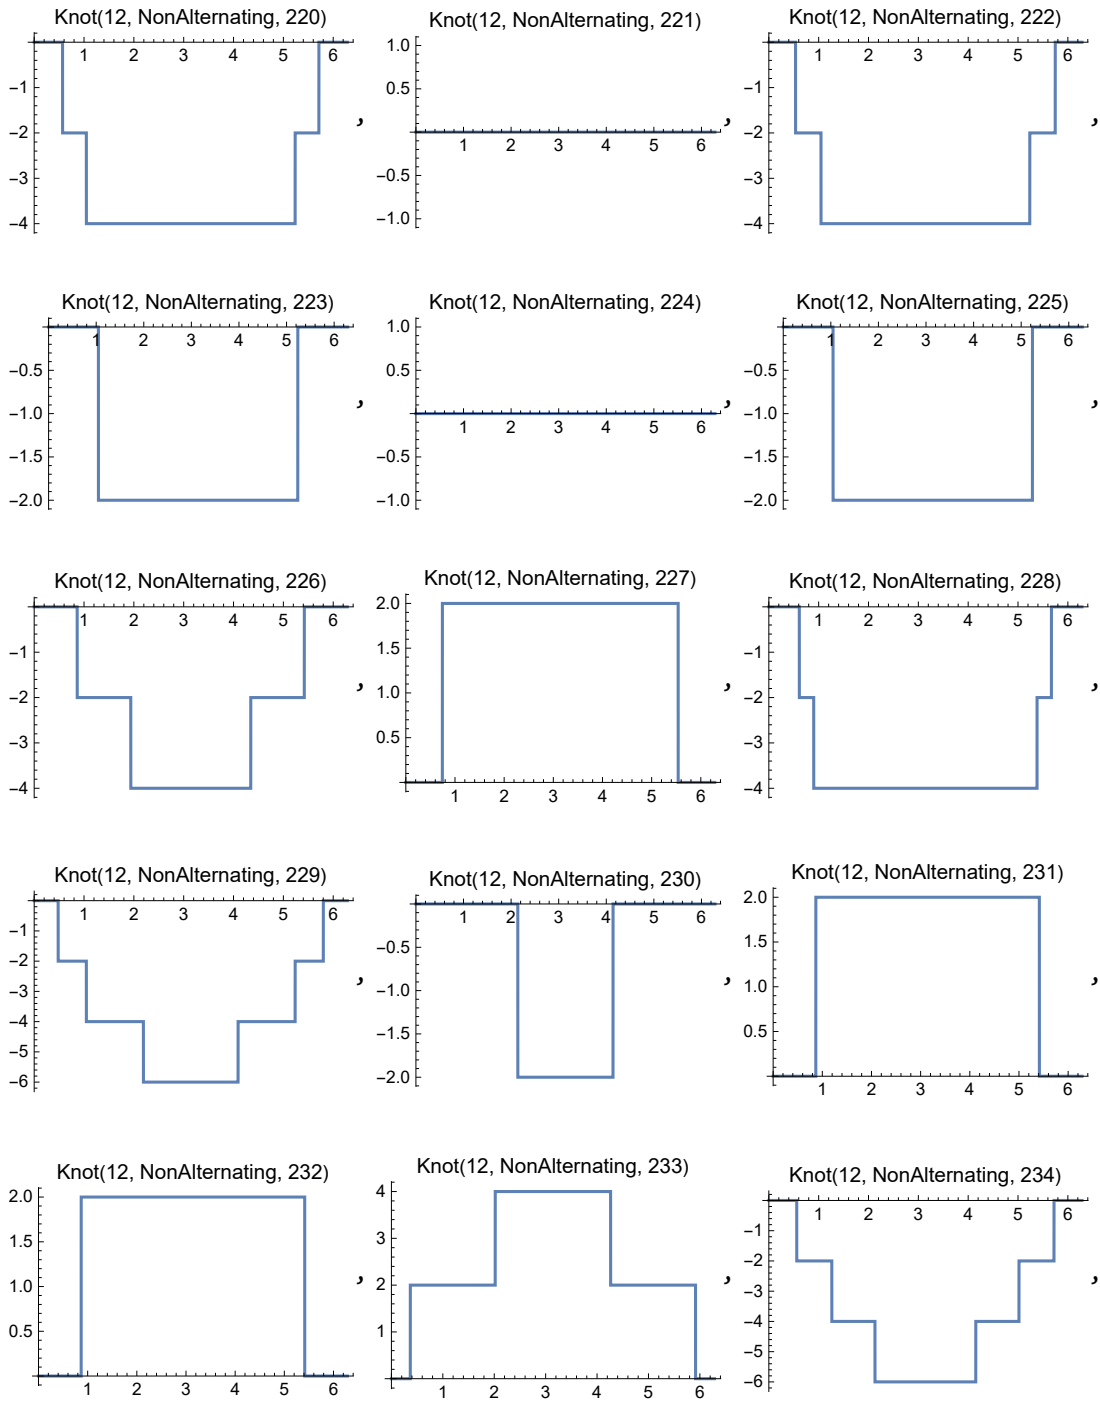 Knot(12, NonAlternating, 220)
1 2 3 4 5 6
−1
−2
−3
−4
,
Knot(12, NonAlternating, 221)
1.0
0.5
1 2 3 4 5 6
−0.5
−1.0
,
Knot(12, NonAlternating, 222)
1 2 3 4 5 6
−1
−2
−3
−4
,
Knot(12, NonAlternating, 223)
1 2 3 4 5 6
−0.5
−1.0
−1.5
−2.0
,
Knot(12, NonAlternating, 224)
1.0
0.5
1 2 3 4 5 6
−0.5
−1.0
,
Knot(12, NonAlternating, 225)
1 2 3 4 5 6
−0.5
−1.0
−1.5
−2.0
,
Knot(12, NonAlternating, 226)
1 2 3 4 5 6
−1
−2
−3
−4
,
Knot(12, NonAlternating, 227)
2.0
1.5
1.0
0.5
1 2 3 4 5 6
,
Knot(12, NonAlternating, 228)
1 2 3 4 5 6
−1
−2
−3
−4
,
Knot(12, NonAlternating, 229)
1 2 3 4 5 6
−1
−2
−3
−4
−5
−6
,
Knot(12, NonAlternating, 230)
1 2 3 4 5 6
−0.5
−1.0
−1.5
−2.0
,
Knot(12, NonAlternating, 231)
2.0
1.5
1.0
0.5
1 2 3 4 5 6
,
Knot(12, NonAlternating, 232)
2.0
1.5
1.0
0.5
1 2 3 4 5 6
,
Knot(12, NonAlternating, 233)
4
3
2
1
1 2 3 4 5 6
,
Knot(12, NonAlternating, 234)
1 2 3 4 5 6
−1
−2
−3
−4
−5
−6
,